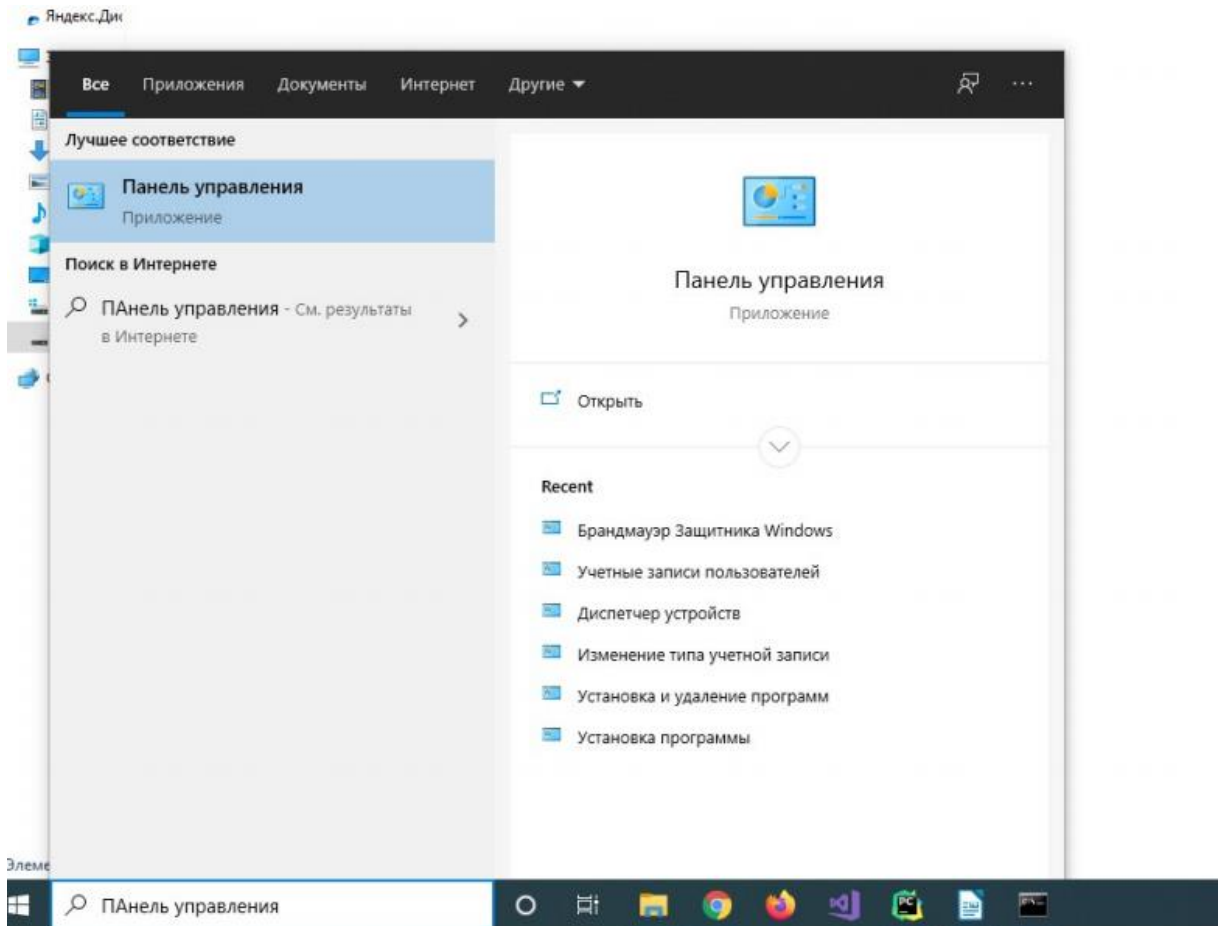 Яндекс.Дис
Все Приложения Документы Интернет Другие
Лучшее соответствие
Панель управления
Приложение
Поиск в Интернете
ПАнель управления - См. результаты
в Интернете
Панель управления
Приложение
Открыть
Recent
Брандмауэр Защитника Windows
Учетные записи пользователей
Диспетчер устройств
Изменение типа учетной записи
Установка и удаление программ
Установка программы
Элеме
ПАнель управления